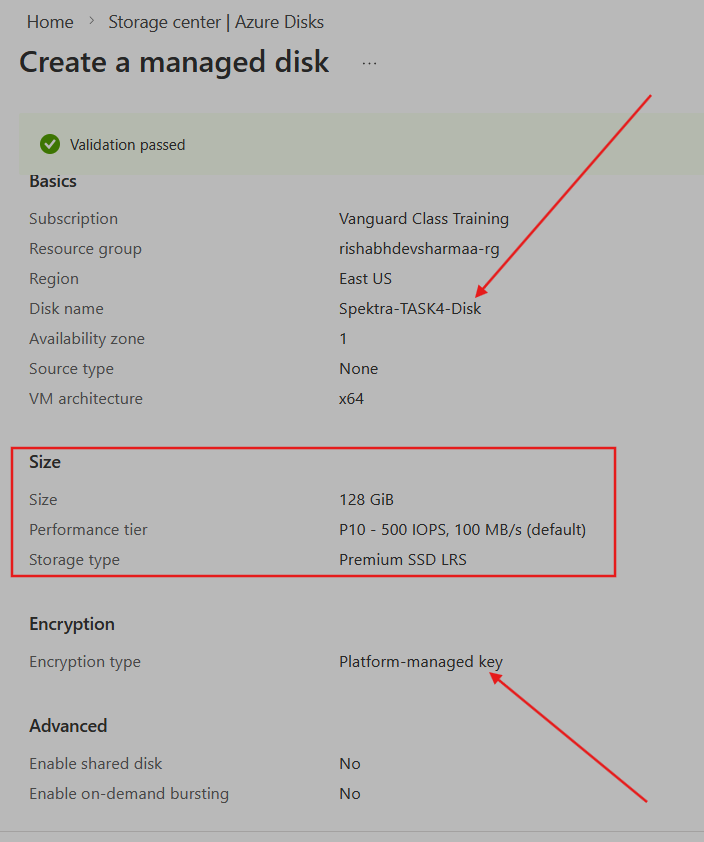 Home > Storage center | Azure Disks
Create a managed disk ...
Validation passed
Basics
Subscription Vanguard Class Training
Resource group rishabhdevsharmaa-rg
Region East US
Disk name Spektra-TASK4-Disk
Availability zone 1
Source type None
VM architecture x64
Size
Size 128 GiB
Performance tier P10 - 500 IOPS, 100 MB/s (default)
Storage type Premium SSD LRS
Encryption
Encryption type Platform-managed key
Advanced
Enable shared disk No
Enable on-demand bursting No